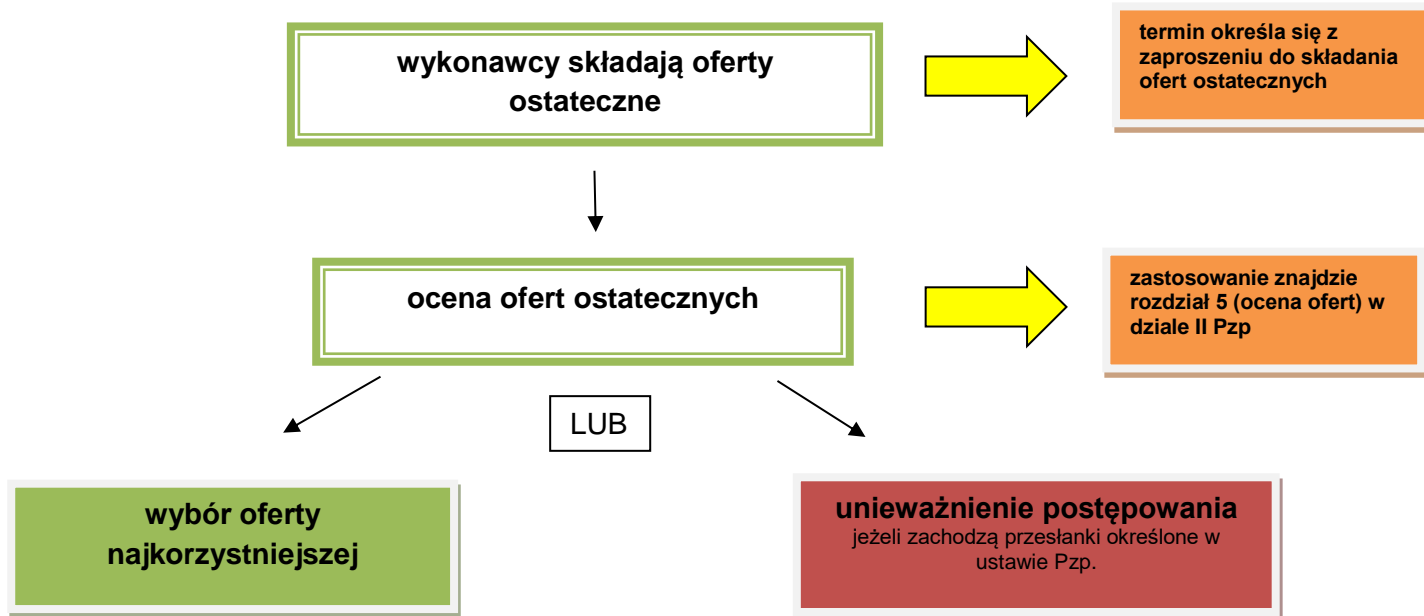 wykonawcy składają oferty
ostateczne
termin określa się z
zaproszeniu do składania
ofert ostatecznych
ocena ofert ostatecznych
zastosowanie znajdzie
rozdział 5 (ocena ofert) w
dziale II Pzp
LUB
wybór oferty
najkorzystniejszej
unieważnienie postępowania
jeżeli zachodzą przesłanki określone w
ustawie Pzp.